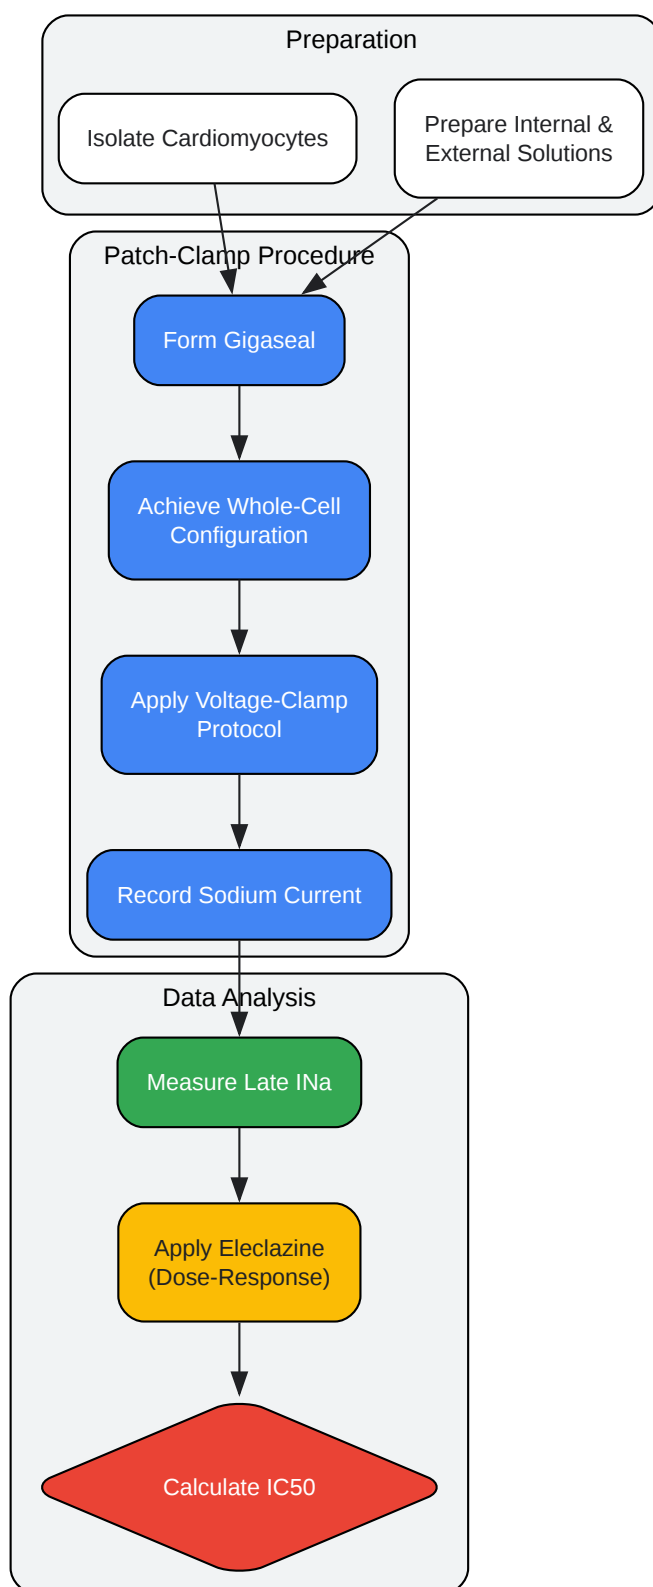 Preparation
Isolate Cardiomyocytes
Prepare Internal &
External Solutions
Patch-Clamp Procedure
Form Gigaseal
Achieve Whole-Cell
Configuration
Apply Voltage-Clamp
Protocol
Record Sodium Current
Data Analysis
Measure Late INa
Apply Eleclazine
(Dose-Response)
Calculate IC50